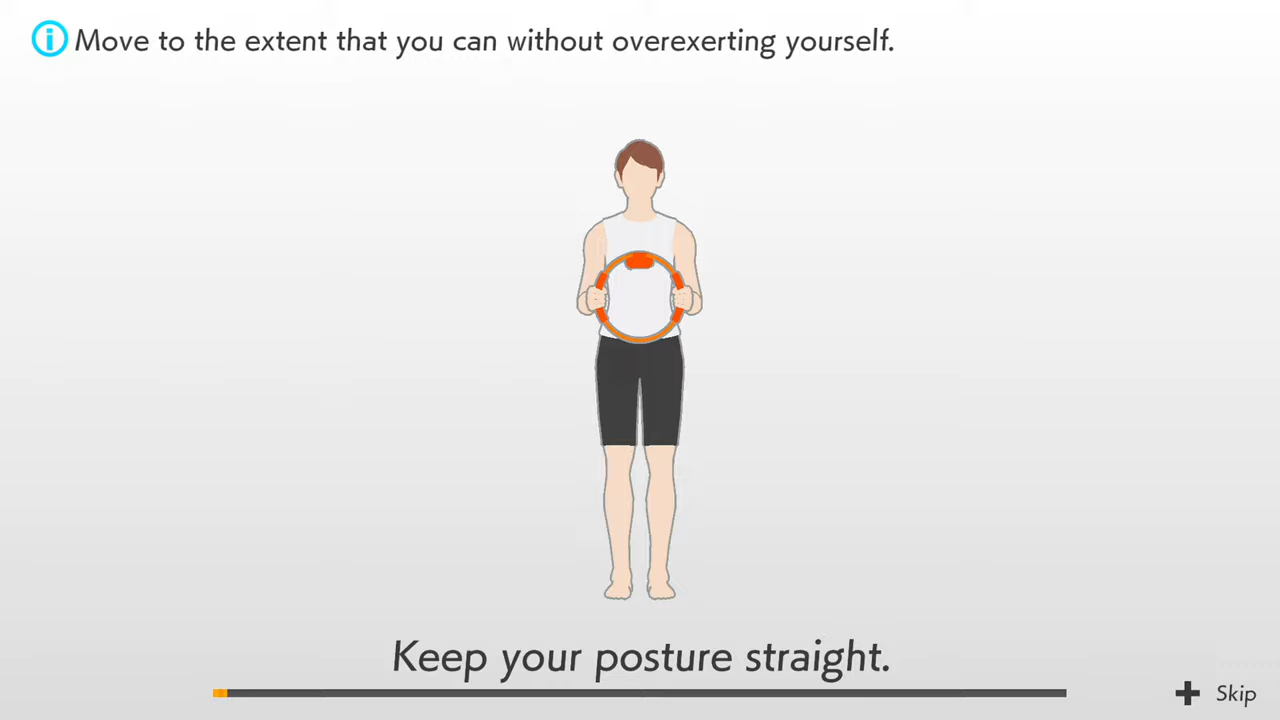 Move to the extent that you can without overexerting yourself.
Keep your posture straight.
Skip